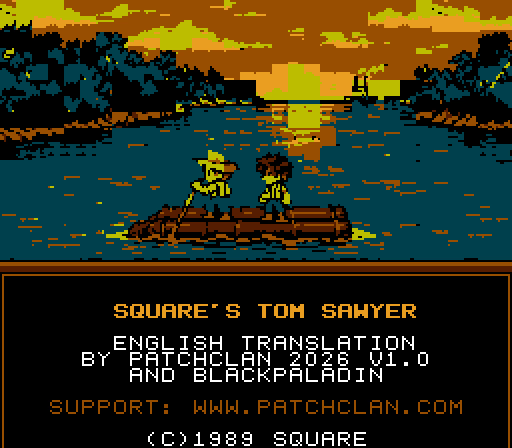 SQUARE'S TOM SAWYER
ENGLISH TRANSLATION
BY PATCHCLAN 2026 V1.0
AND BLACKPALADIN
SUPPORT: WWW.PATCHCLAN.COM
(C)1989 SQUARE